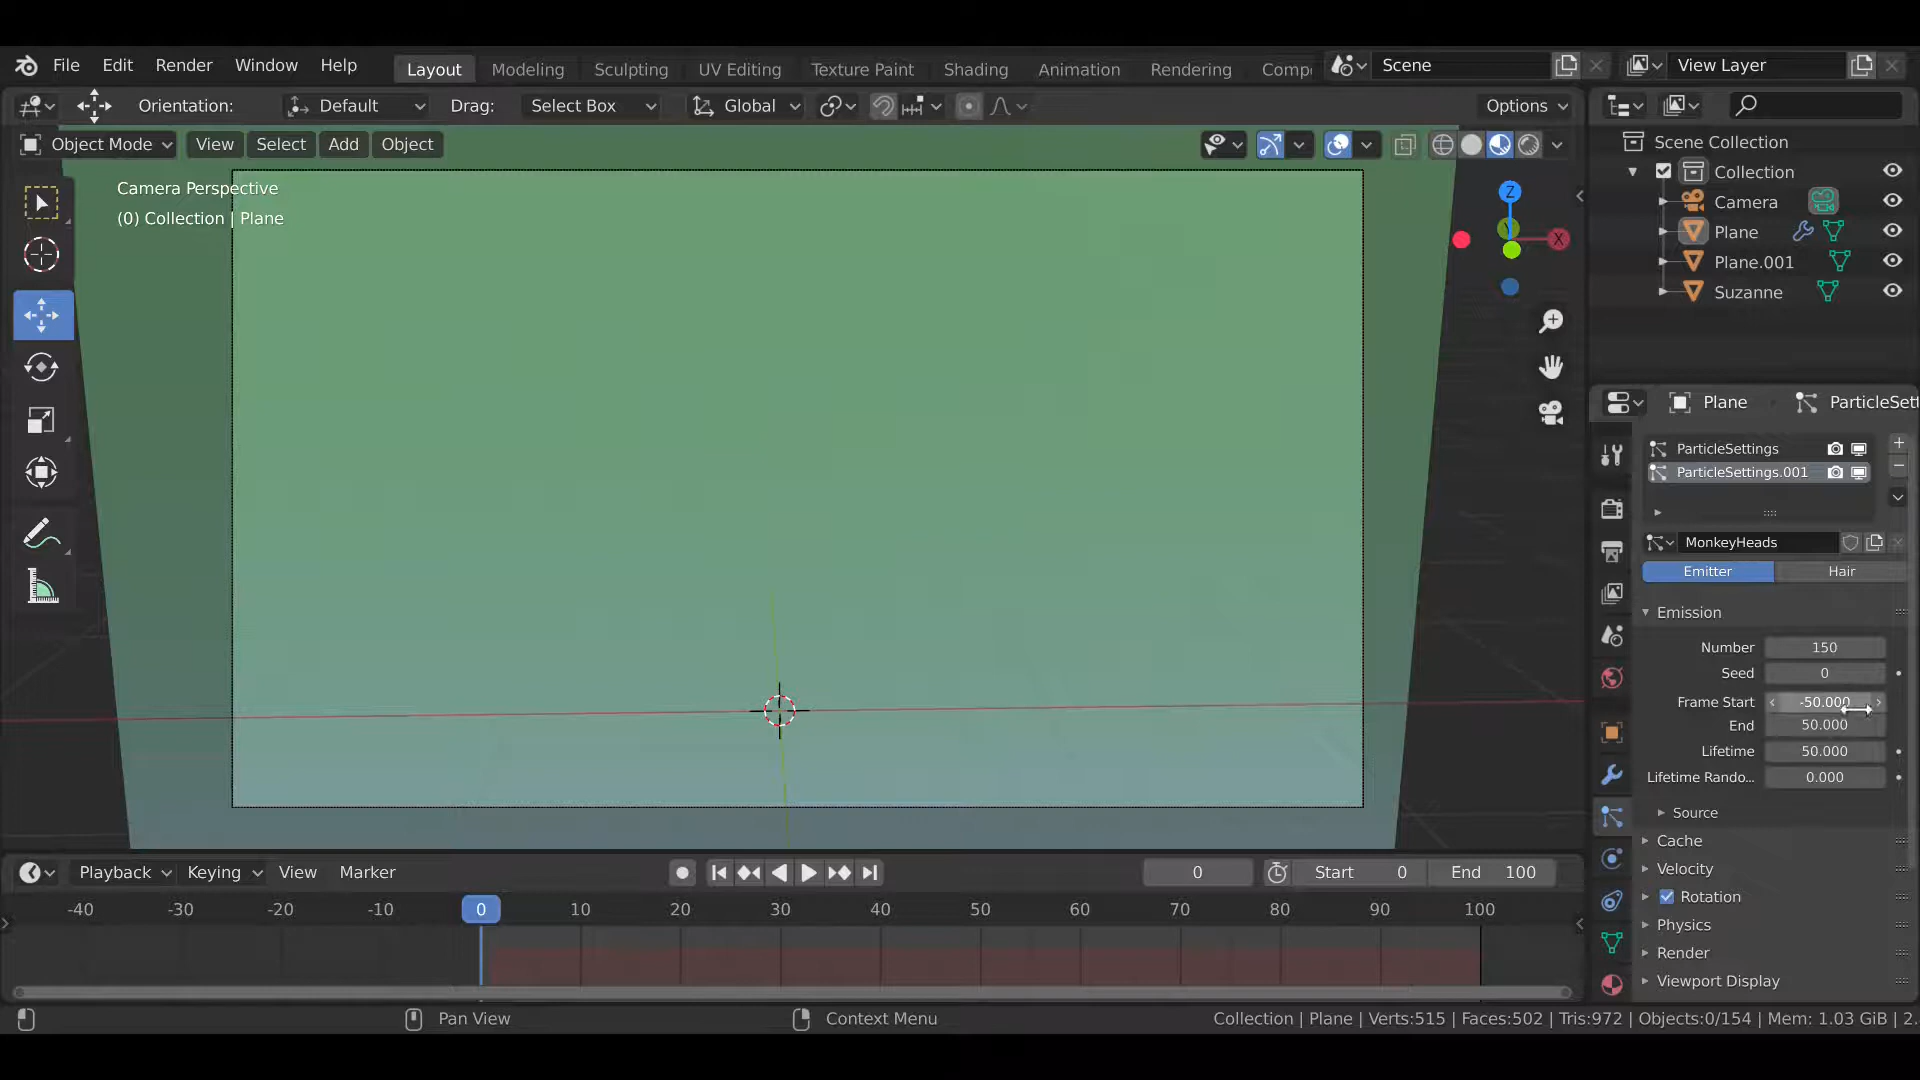 File Edit Render Window Help Layout Modeling Sculpting UV Editing Texture Paint Shading Animation Rendering Comp Scene View Layer
Orientation: Default Drag: Select Box Global Options
Object Mode View Select Add Object
Camera Perspective
(0) Collection | Plane
Z
Y
X
Scene Collection
Collection
Camera
Plane
Plane.001
Suzanne
Plane ParticleSett
ParticleSettings
ParticleSettings.001
MonkeyHeads
Emitter Hair
Emission
Number 150
Seed 0
Frame Start -50.000
End 50.000
Lifetime 50.000
Lifetime Rando... 0.000
Source
Cache
Velocity
Rotation
Physics
Render
Viewport Display
Playback Keying View Marker 0 Start 0 End 100
-40 -30 -20 -10 0 10 20 30 40 50 60 70 80 90 100
Pan View Context Menu Collection | Plane | Verts:515 | Faces:502 | Tris:972 | Objects:0/154 | Mem: 1.03 GiB | 2.